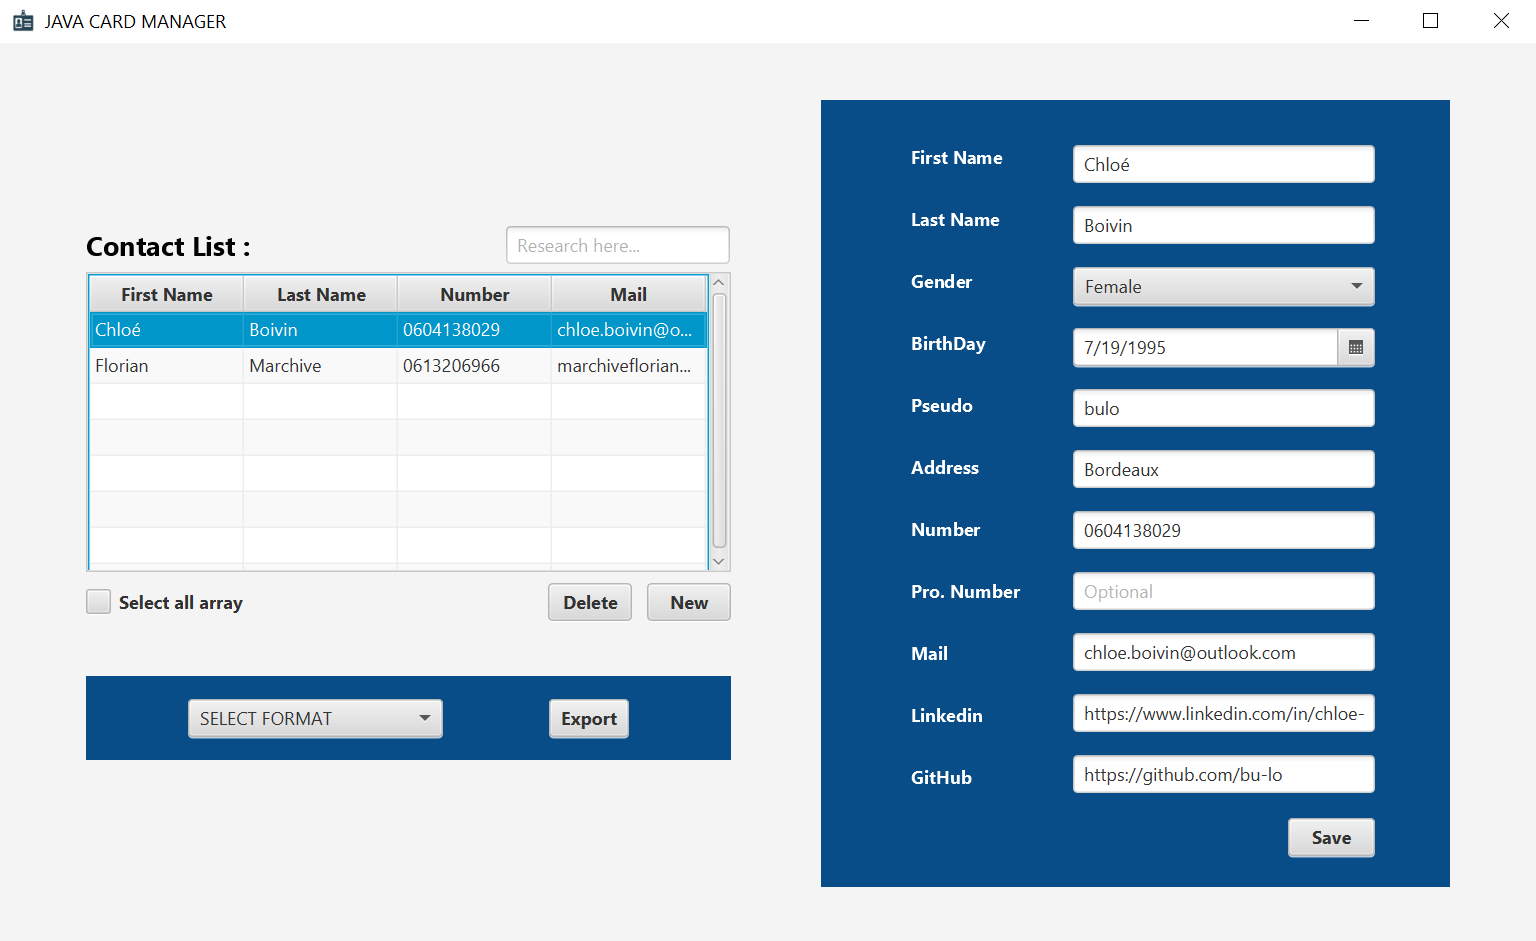 JAVA CARD MANAGER
Contact List :
Research here...
First Name Last Name Number Mail
Chloé Boivin 0604138029 chloe.boivin@o...
Florian Marchive 0613206966 marchiveflorian...
Select all array
Delete
New
SELECT FORMAT
Export
First Name Chloé
Last Name Boivin
Gender Female
BirthDay 7/19/1995
Pseudo bulo
Address Bordeaux
Number 0604138029
Pro. Number Optional
Mail chloe.boivin@outlook.com
Linkedin https://www.linkedin.com/in/chloe-
GitHub https://github.com/bu-lo
Save